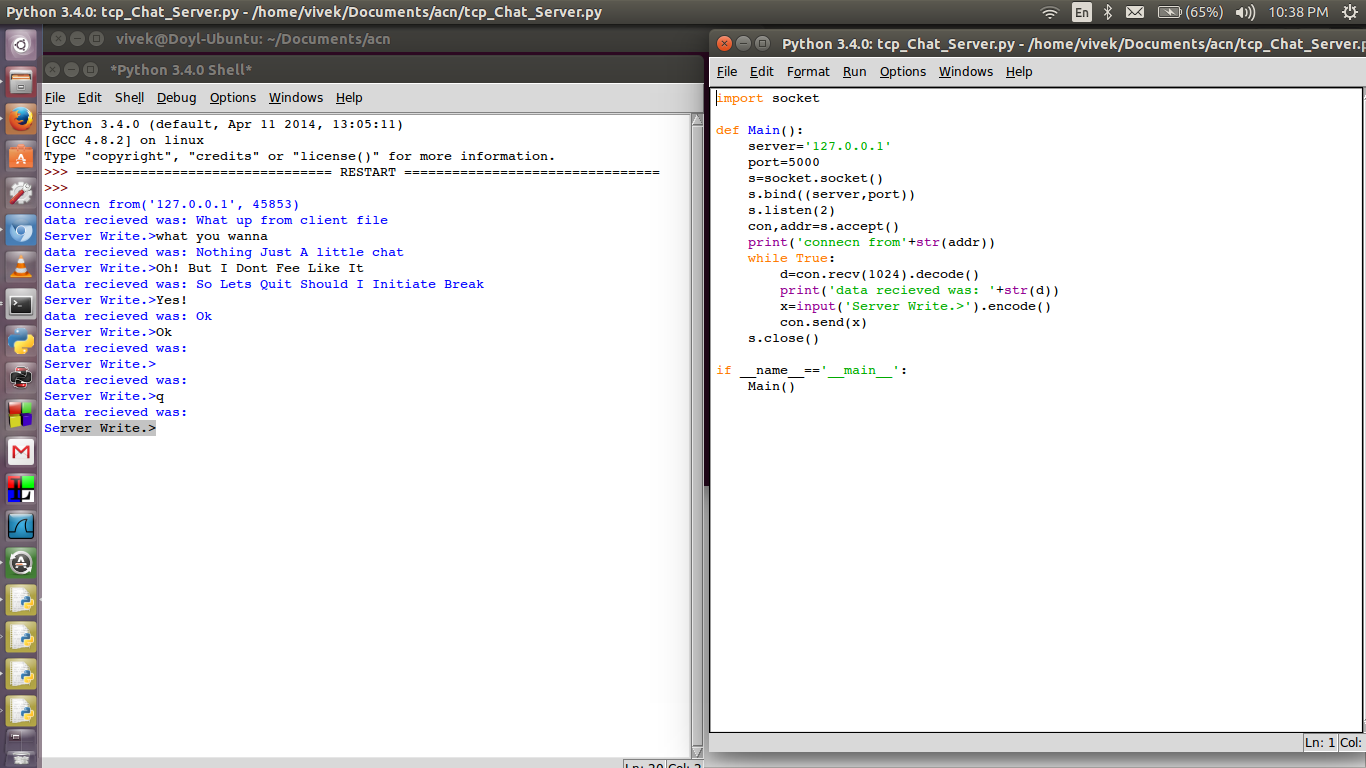 Python 3.4.0: tcp_Chat_Server.py - /home/vivek/Documents/acn/tcp_Chat_Server.py
En
(65%)
10:38 PM
vivek@Doyl-Ubuntu: ~/Documents/acn
*Python 3.4.0 Shell*
File Edit Shell Debug Options Windows Help
Python 3.4.0 (default, Apr 11 2014, 13:05:11)
[GCC 4.8.2] on linux
Type "copyright", "credits" or "license()" for more information.
>>> ================================ RESTART ================================
>>>
connecn from('127.0.0.1', 45853)
data recieved was: What up from client file
Server Write.>what you wanna
data recieved was: Nothing Just A little chat
Server Write.>Oh! But I Dont Fee Like It
data recieved was: So Lets Quit Should I Initiate Break
Server Write.>Yes!
data recieved was: Ok
Server Write.>Ok
data recieved was:
Server Write.>
data recieved was:
Server Write.>q
data recieved was:
Server Write.>
Python 3.4.0: tcp_Chat_Server.py - /home/vivek/Documents/acn/tcp_Chat_Server.p
File Edit Format Run Options Windows Help
import socket
def Main():
    server='127.0.0.1'
    port=5000
    s=socket.socket()
    s.bind((server,port))
    s.listen(2)
    con,addr=s.accept()
    print('connecn from'+str(addr))
    while True:
        d=con.recv(1024).decode()
        print('data recieved was: '+str(d))
        x=input('Server Write.>').encode()
        con.send(x)
    s.close()
if __name__=='__main__':
    Main()
Ln: 1 Col: